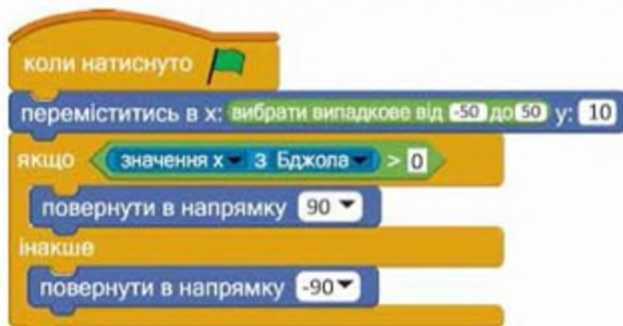 коли натиснуто
переміститись в х: вибрати випадкове від -50 до 50 у: 10
якщо значення х з Бджола > 0
повернути в напрямку 90
інакше
повернути в напрямку -90